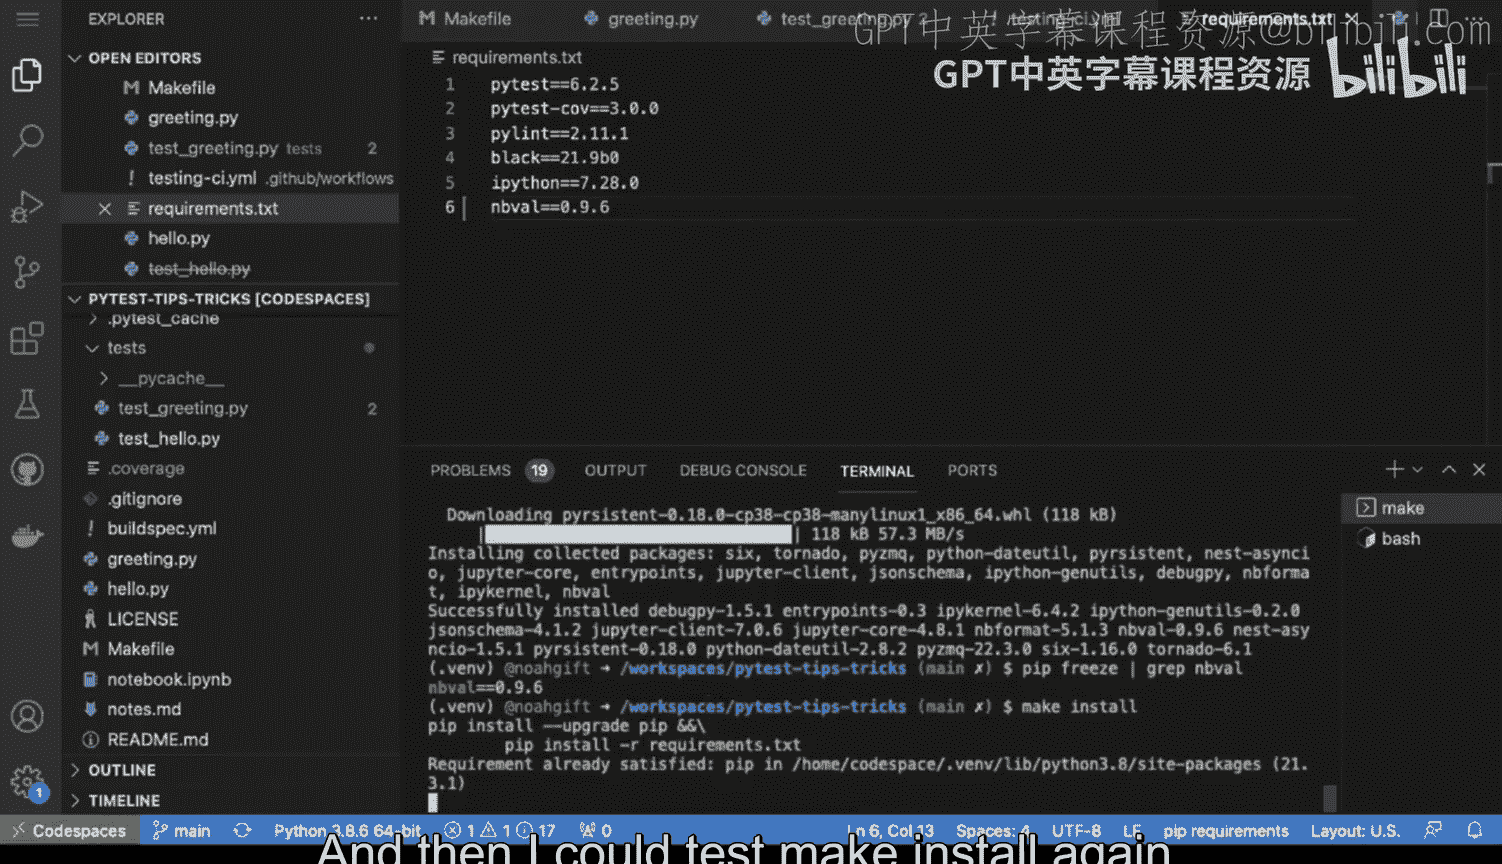 EXPLORER
OPEN EDITORS
Makefile
greeting.py
test_greeting.py tests 2
! testing-ci.yml .github/workflows
requirements.txt
hello.py
test_hello.py
PYTEST-TIPS-TRICKS [CODESPACES]
.pytest_cache
tests
__pycache__
test_greeting.py 2
test_hello.py
.coverage
.gitignore
! buildspec.yml
greeting.py
hello.py
LICENSE
Makefile
notebook.ipynb
notes.md
README.md
OUTLINE
TIMELINE
Makefile greeting.py test_greeting.py 2 requirements.txt
GPT中英字幕课程资源@bilibili.com
GPT中英字幕课程资源 bilibili
requirements.txt
1 pytest==6.2.5
2 pytest-cov==3.0.0
3 pylint==2.11.1
4 black==21.9b0
5 ipython==7.28.0
6 nbval==0.9.6
PROBLEMS 19 OUTPUT DEBUG CONSOLE TERMINAL PORTS
make
bash
Downloading pyrsistent-0.18.0-cp38-cp38-manylinux1_x86_64.whl (118 kB)
| | 118 kB 57.3 MB/s
Installing collected packages: six, tornado, pyzmq, python-dateutil, pyrsistent, nest-asynci
o, jupyter-core, entrypoints, jupyter-client, jsonschema, ipython-genutils, debugpy, nbforma
t, ipykernel, nbval
Successfully installed debugpy-1.5.1 entrypoints-0.3 ipykernel-6.4.2 ipython-genutils-0.2.0
jsonschema-4.1.2 jupyter-client-7.0.6 jupyter-core-4.8.1 nbformat-5.1.3 nbval-0.9.6 nest-asy
ncio-1.5.1 pyrsistent-0.18.0 python-dateutil-2.8.2 pyzmq-22.3.0 six-1.16.0 tornado-6.1
(.venv) @noahgift → /workspaces/pytest-tips-tricks (main ✗) $ pip freeze | grep nbval
nbval==0.9.6
(.venv) @noahgift → /workspaces/pytest-tips-tricks (main ✗) $ make install
pip install --upgrade pip &&\
pip install -r requirements.txt
Requirement already satisfied: pip in /home/codespace/.venv/lib/python3.8/site-packages (21.
3.1)
1
Codespaces main Python 3.8.6 64-bit 1 1 17 0 Ln 6, Col 13 Spaces: 4 UTF-8 LF pip requirements Layout: U.S.
And then I could test make install again